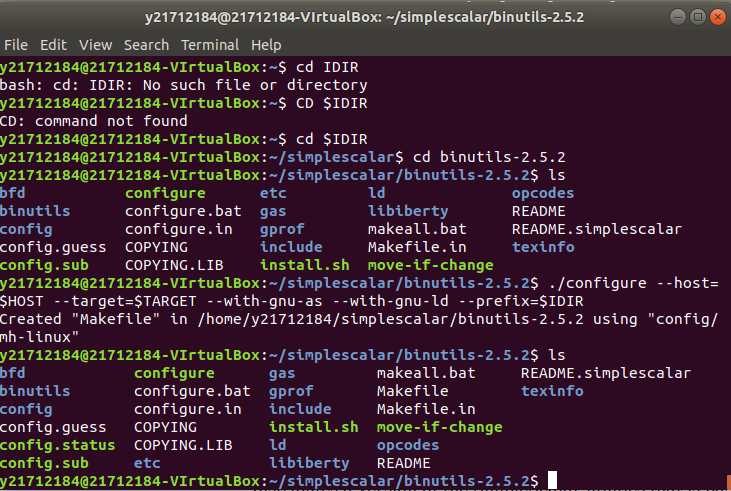 y21712184@21712184-VIrtualBox: ~/simplescalar/binutils-2.5.2
File Edit View Search Terminal Help
y21712184@21712184-VIrtualBox:~$ cd IDIR
bash: cd: IDIR: No such file or directory
y21712184@21712184-VIrtualBox:~$ CD $IDIR
CD: command not found
y21712184@21712184-VIrtualBox:~$ cd $IDIR
y21712184@21712184-VIrtualBox:~/simplescalar$ cd binutils-2.5.2
y21712184@21712184-VIrtualBox:~/simplescalar/binutils-2.5.2$ ls
bfd configure etc ld opcodes
binutils configure.bat gas libiberty README
config configure.in gprof makeall.bat README.simplescalar
config.guess COPYING include Makefile.in texinfo
config.sub COPYING.LIB install.sh move-if-change
y21712184@21712184-VIrtualBox:~/simplescalar/binutils-2.5.2$ ./configure --host=
$HOST --target=$TARGET --with-gnu-as --with-gnu-ld --prefix=$IDIR
Created "Makefile" in /home/y21712184/simplescalar/binutils-2.5.2 using "config/
mh-linux"
y21712184@21712184-VIrtualBox:~/simplescalar/binutils-2.5.2$ ls
bfd configure gas makeall.bat README.simplescalar
binutils configure.bat gprof Makefile texinfo
config configure.in include Makefile.in
config.guess COPYING install.sh move-if-change
config.status COPYING.LIB ld opcodes
config.sub etc libiberty README
y21712184@21712184-VIrtualBox:~/simplescalar/binutils-2.5.2$